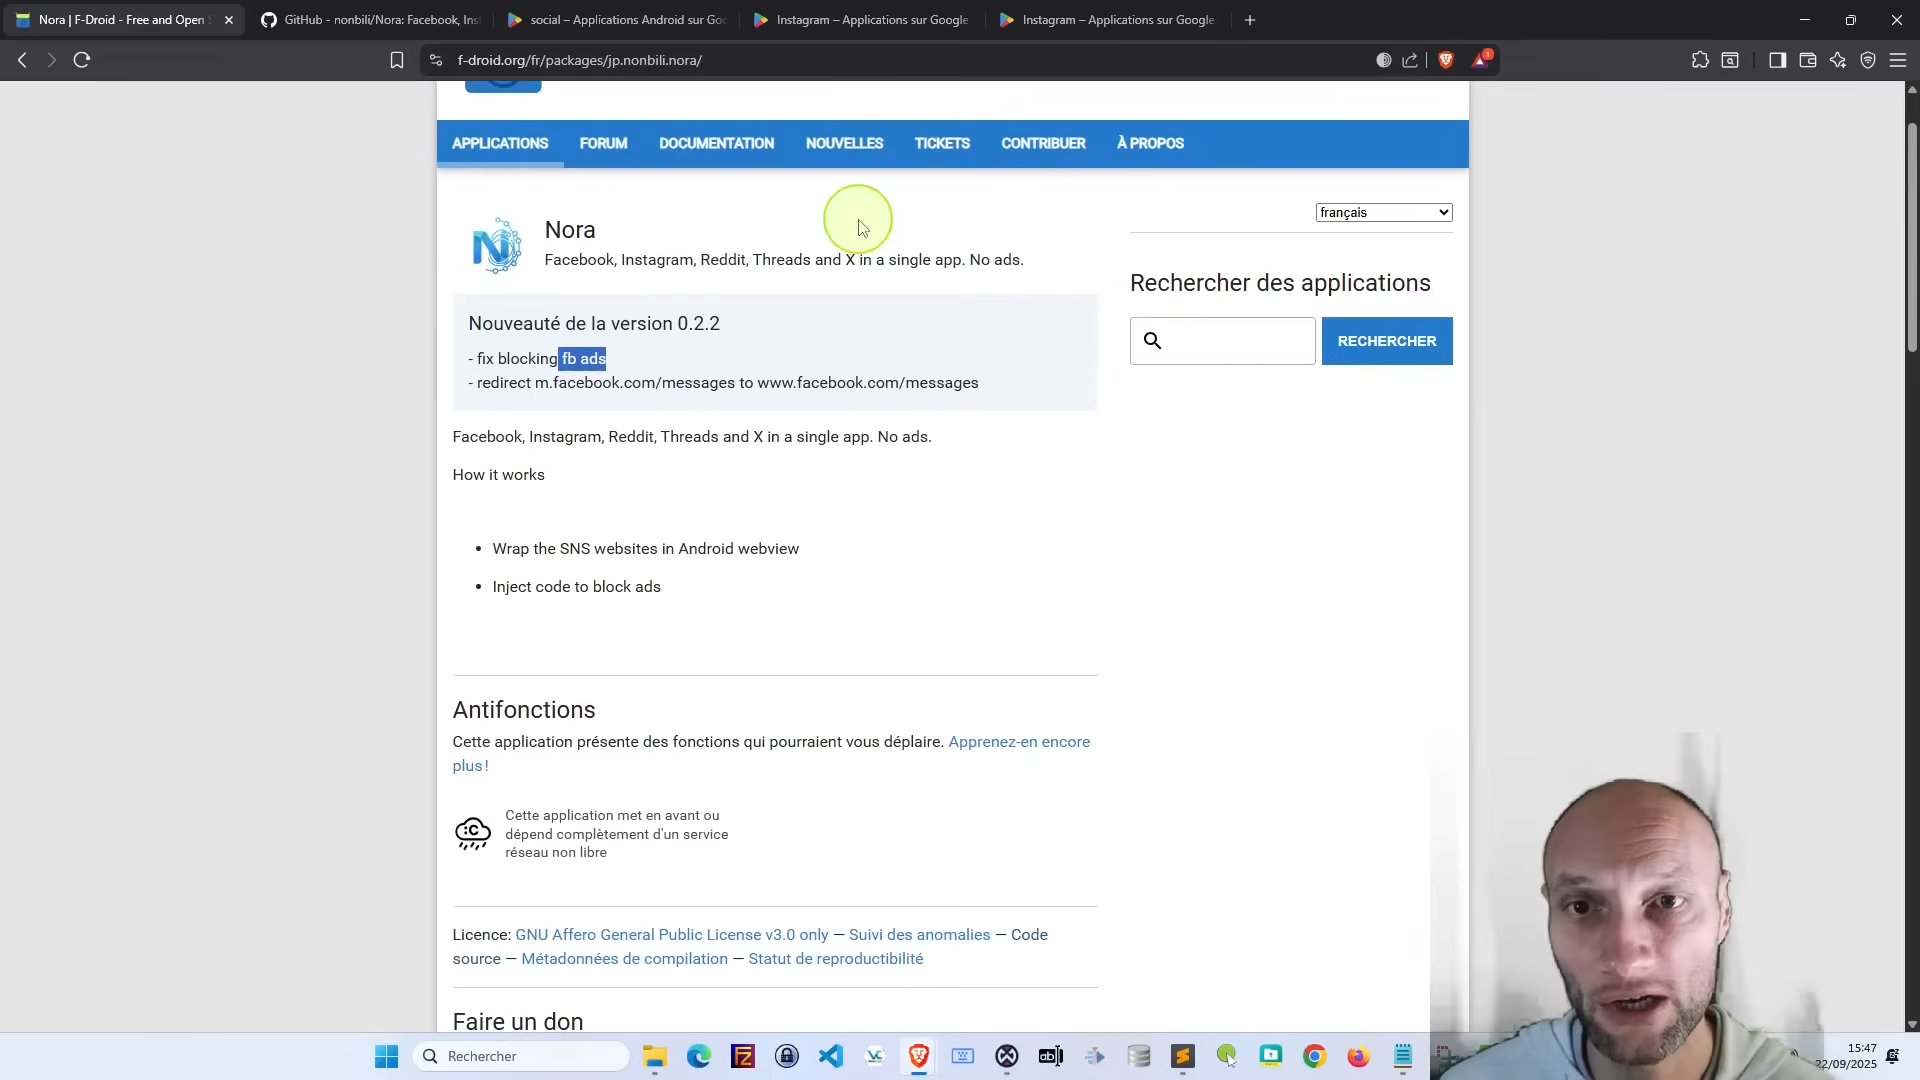 Nora | F-Droid - Free and Open S
GitHub - nonbili/Nora: Facebook, Inst
social – Applications Android sur Goo
Instagram – Applications sur Google
Instagram – Applications sur Google
f-droid.org/fr/packages/jp.nonbili.nora/
1
APPLICATIONS
FORUM
DOCUMENTATION
NOUVELLES
TICKETS
CONTRIBUER
À PROPOS
Nora
Facebook, Instagram, Reddit, Threads and X in a single app. No ads.
français
Rechercher des applications
RECHERCHER
Nouveauté de la version 0.2.2
- fix blocking fb ads
- redirect m.facebook.com/messages to www.facebook.com/messages
Facebook, Instagram, Reddit, Threads and X in a single app. No ads.
How it works
• Wrap the SNS websites in Android webview
• Inject code to block ads
Antifonctions
Cette application présente des fonctions qui pourraient vous déplaire. Apprenez-en encore
plus !
Cette application met en avant ou
dépend complètement d'un service
réseau non libre
Licence: GNU Affero General Public License v3.0 only — Suivi des anomalies — Code
source — Métadonnées de compilation — Statut de reproductibilité
Faire un don
Rechercher
15:47
22/09/2025